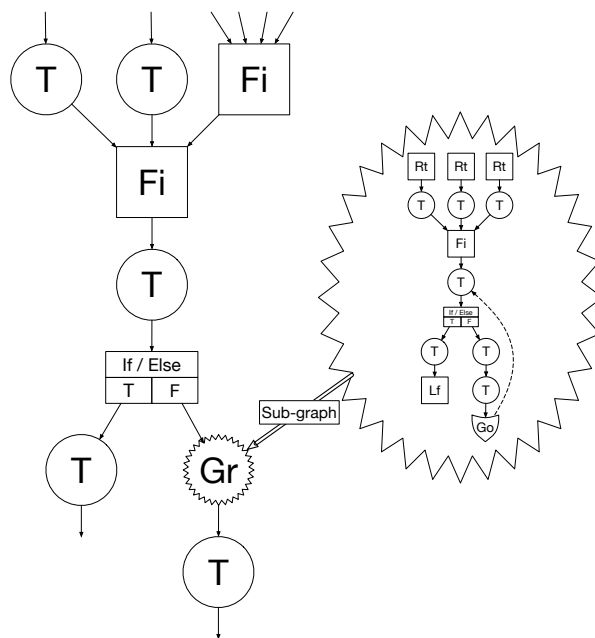 T
T
Fi
Fi
T
If / Else
T F
T
Gr
T
Sub-graph
Rt Rt Rt
T T T
Fi
T
If / Else
T F
T T
Lf T
Go